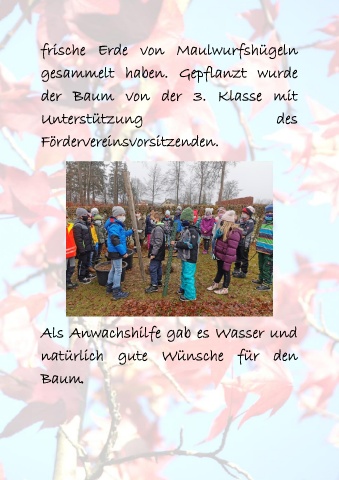 frische Erde von Maulwurfshügeln
gesammelt haben. Gepflanzt wurde
der Baum von der 3. Klasse mit
Unterstützung des
Fördervereinsvorsitzenden.
Als Anwachshilfe gab es Wasser und
natürlich gute Wünsche für den
Baum.